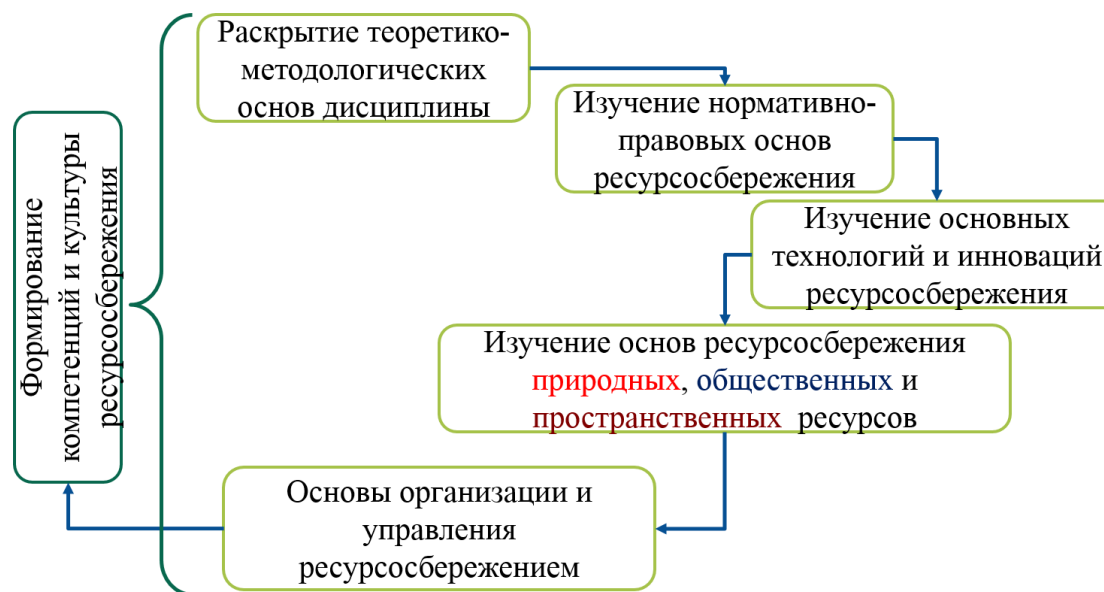 Формирование
компетенций и культуры
ресурсосбережения
Раскрытие теоретико-
методологических
основ дисциплины
Изучение нормативно-
правовых основ
ресурсосбережения
Изучение основных
технологий и инноваций
ресурсосбережения
Изучение основ ресурсосбережения
природных, общественных и
пространственных ресурсов
Основы организации и
управления
ресурсосбережением